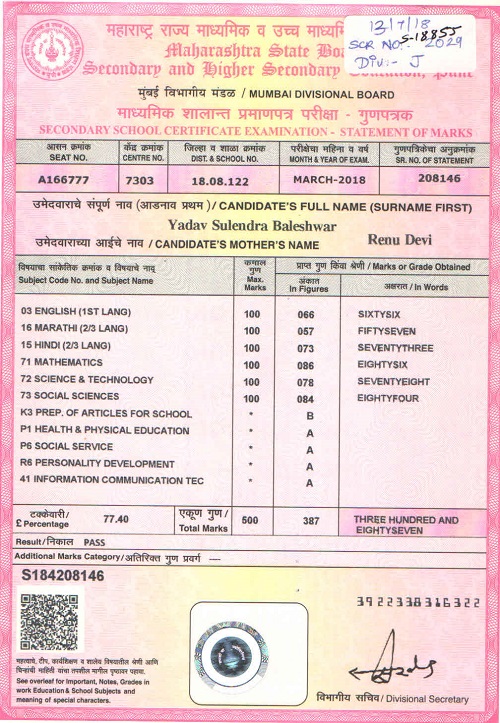 महाराष्ट्र राज्य माध्यमिक व उच्च माध्यमि
13/7/18
SCR NO. S-18855
2029
DIV:- J
Maharashtra State Boa
Secondary and Higher Secondary
मुंबई विभागीय मंडळ / MUMBAI DIVISIONAL BOARD
माध्यमिक शालान्त प्रमाणपत्र परीक्षा - गुणपत्रक
SECONDARY SCHOOL CERTIFICATE EXAMINATION - STATEMENT OF MARKS
आसन क्रमांक केंद्र क्रमांक जिल्हा व शाळा क्रमांक परीक्षेचा महिना व वर्ष गुणपत्रिकेचा अनुक्रमांक
SEAT NO. CENTRE NO. DIST. & SCHOOL NO. MONTH & YEAR OF EXAM. SR. NO. OF STATEMENT
A166777 7303 18.08.122 MARCH-2018 208146
उमेदवाराचे संपूर्ण नाव (आडनाव प्रथम) / CANDIDATE'S FULL NAME (SURNAME FIRST)
Yadav Sulendra Baleshwar
उमेदवाराच्या आईचे नाव / CANDIDATE'S MOTHER'S NAME Renu Devi
विषयाचा सांकेतिक क्रमांक व विषयाचे नाव
Subject Code No. and Subject Name
कमाल गुण
Max. Marks
प्राप्त गुण किंवा श्रेणी / Marks or Grade Obtained
अंकात
In Figures
अक्षरात / In Words
03 ENGLISH (1ST LANG) 100 066 SIXTYSIX
16 MARATHI (2/3 LANG) 100 057 FIFTYSEVEN
15 HINDI (2/3 LANG) 100 073 SEVENTYTHREE
71 MATHEMATICS 100 086 EIGHTYSIX
72 SCIENCE & TECHNOLOGY 100 078 SEVENTYEIGHT
73 SOCIAL SCIENCES 100 084 EIGHTYFOUR
K3 PREP. OF ARTICLES FOR SCHOOL * B
P1 HEALTH & PHYSICAL EDUCATION * A
P6 SOCIAL SERVICE * A
R6 PERSONALITY DEVELOPMENT * A
41 INFORMATION COMMUNICATION TEC * A
टक्केवारी/
£ Percentage
77.40
एकूण गुण /
Total Marks
500 387 THREE HUNDRED AND
EIGHTYSEVEN
Result/निकाल PASS
Additional Marks Category/अतिरिक्त गुण प्रवर्ग ----
S184208146
3922338316322
महत्वाचे, टीप, कार्यशिक्षण व शालेय विषयातील श्रेणी आणि
चिन्हांची माहिती यांचा तपशील मागील पृष्ठावर पहावा.
See overleaf for Important, Notes, Grades in
work Education & School Subjects and
meaning of special characters.
विभागीय सचिव / Divisional Secretary